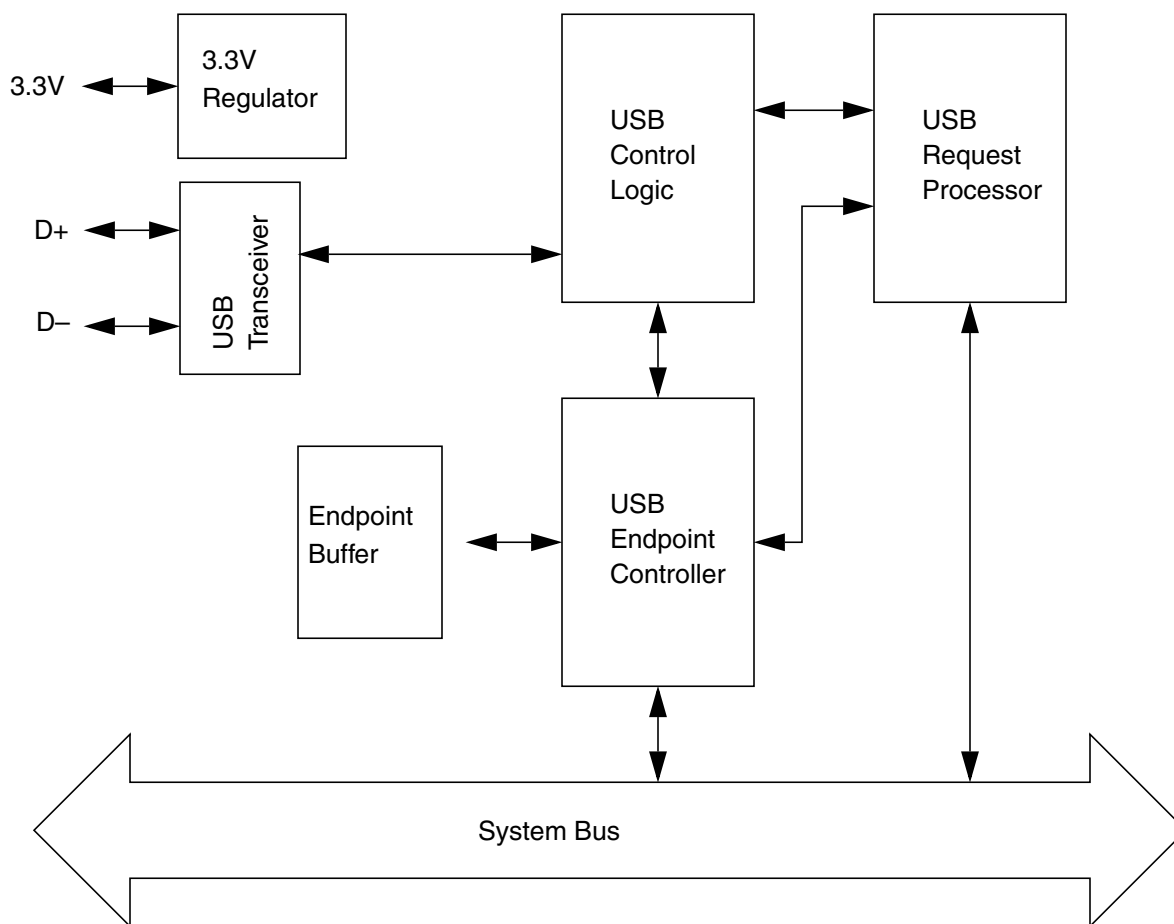 3.3V
3.3V
Regulator
D+
D–
USB
Transceiver
USB
Control
Logic
USB
Request
Processor
Endpoint
Buffer
USB
Endpoint
Controller
System Bus